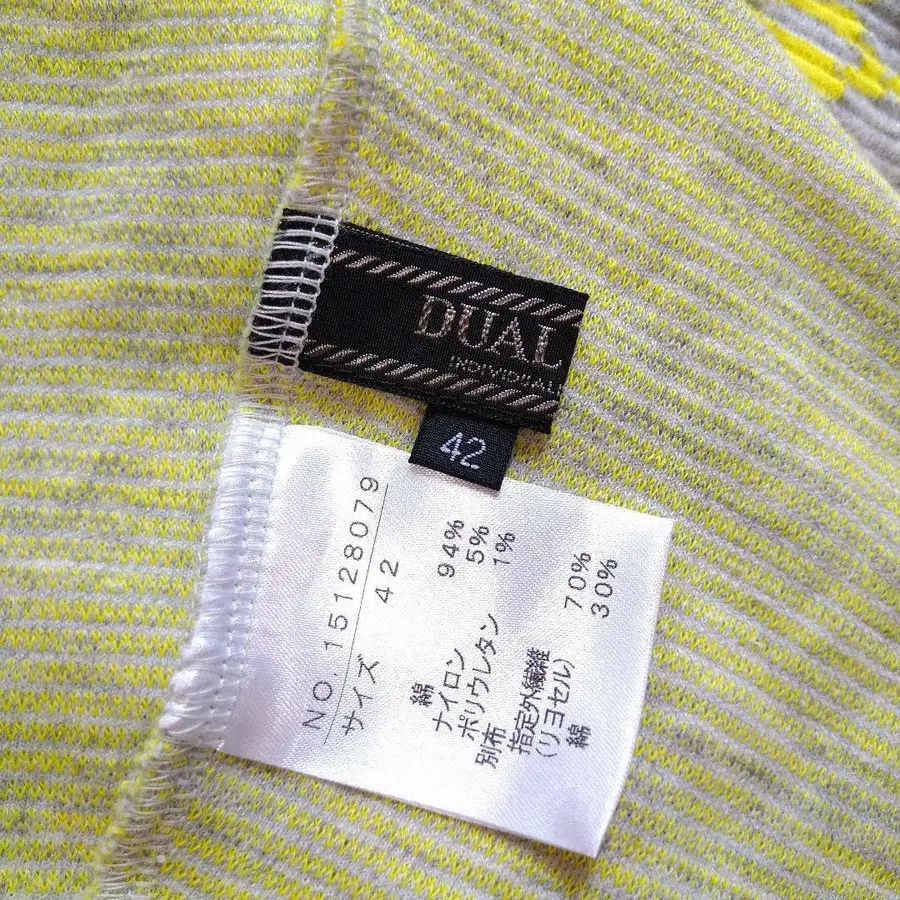 DUAL
INDIVIDUAL
42
NO. 15128079
サイズ 42
綿 94%
ナイロン 5%
ポリウレタン 1%
別布
指定外繊維 70%
(リヨセル)
綿 30%